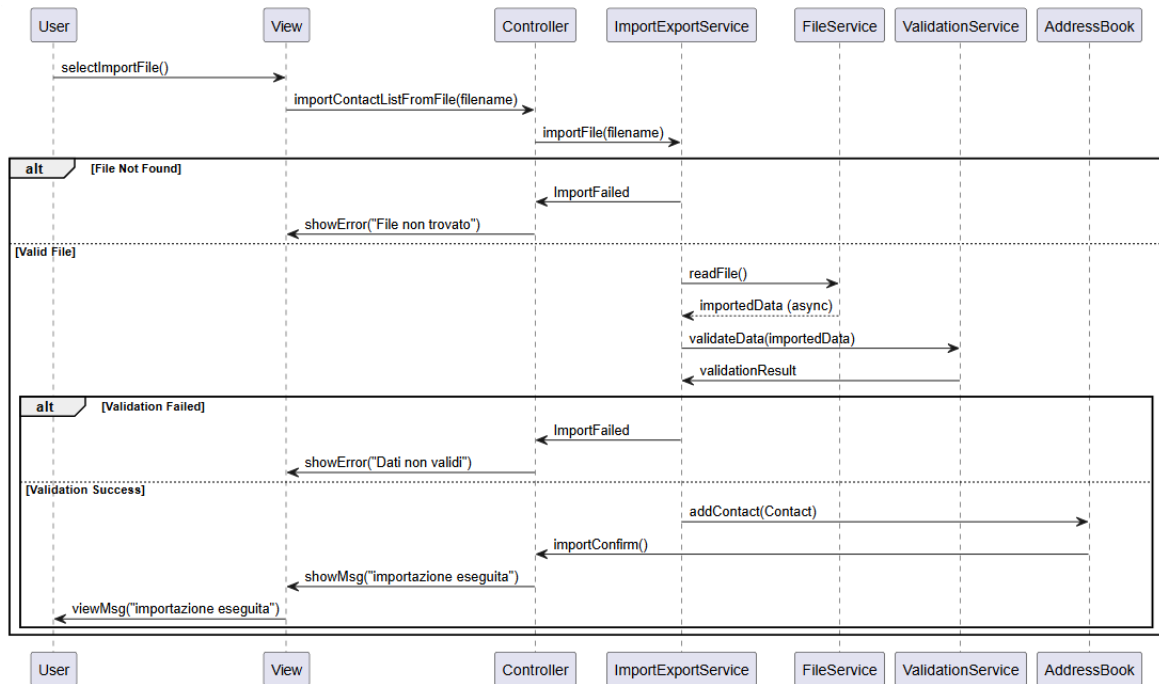 User View Controller ImportExportService FileService ValidationService AddressBook
selectImportFile()
importContactListFromFile(filename)
importFile(filename)
alt [File Not Found]
ImportFailed
showError("File non trovato")
[Valid File]
readFile()
importedData (async)
validateData(importedData)
validationResult
alt [Validation Failed]
ImportFailed
showError("Dati non validi")
[Validation Success]
addContact(Contact)
importConfirm()
showMsg("importazione eseguita")
viewMsg("importazione eseguita")
User View Controller ImportExportService FileService ValidationService AddressBook